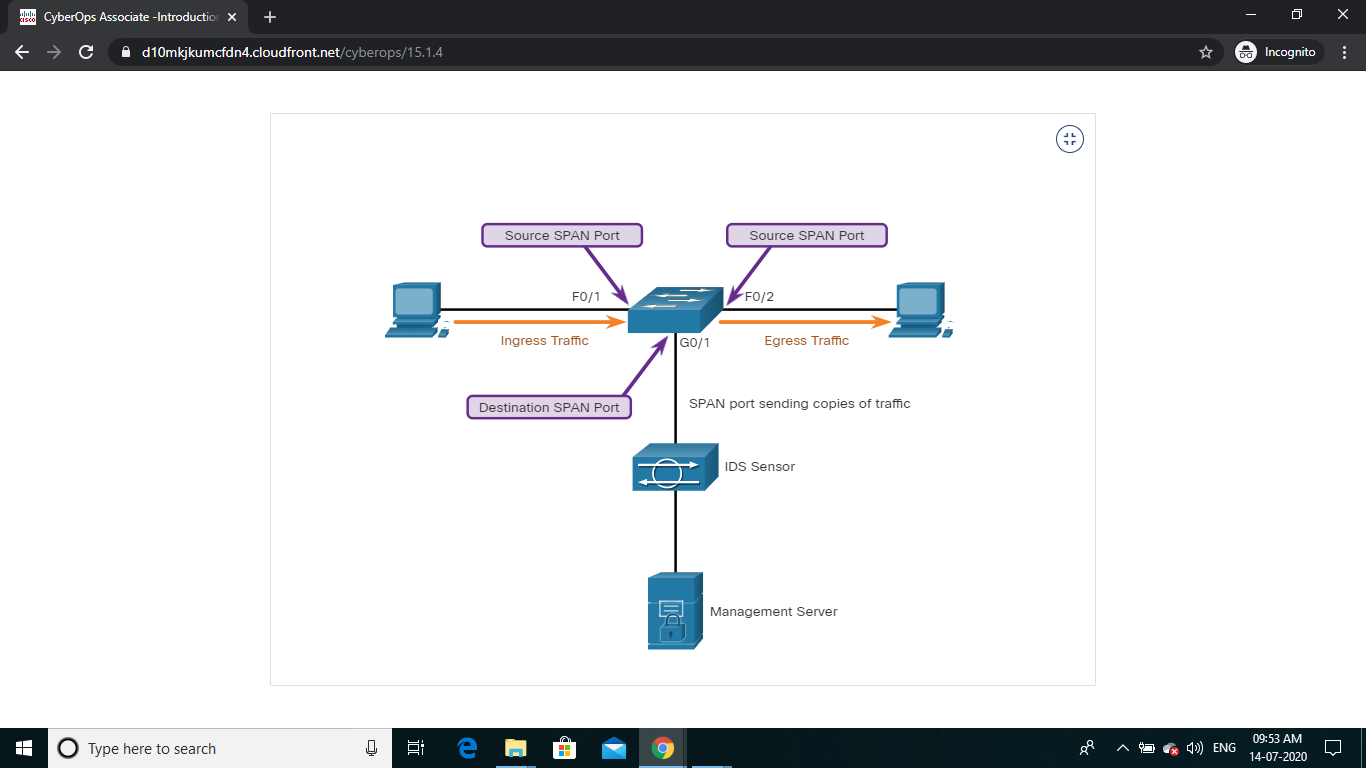 CyberOps Associate -Introduction
d10mkjkumcfdn4.cloudfront.net/cyberops/15.1.4
Incognito
Source SPAN Port
Source SPAN Port
F0/1
F0/2
Ingress Traffic
G0/1
Egress Traffic
Destination SPAN Port
SPAN port sending copies of traffic
IDS Sensor
Management Server
Type here to search
ENG
09:53 AM
14-07-2020